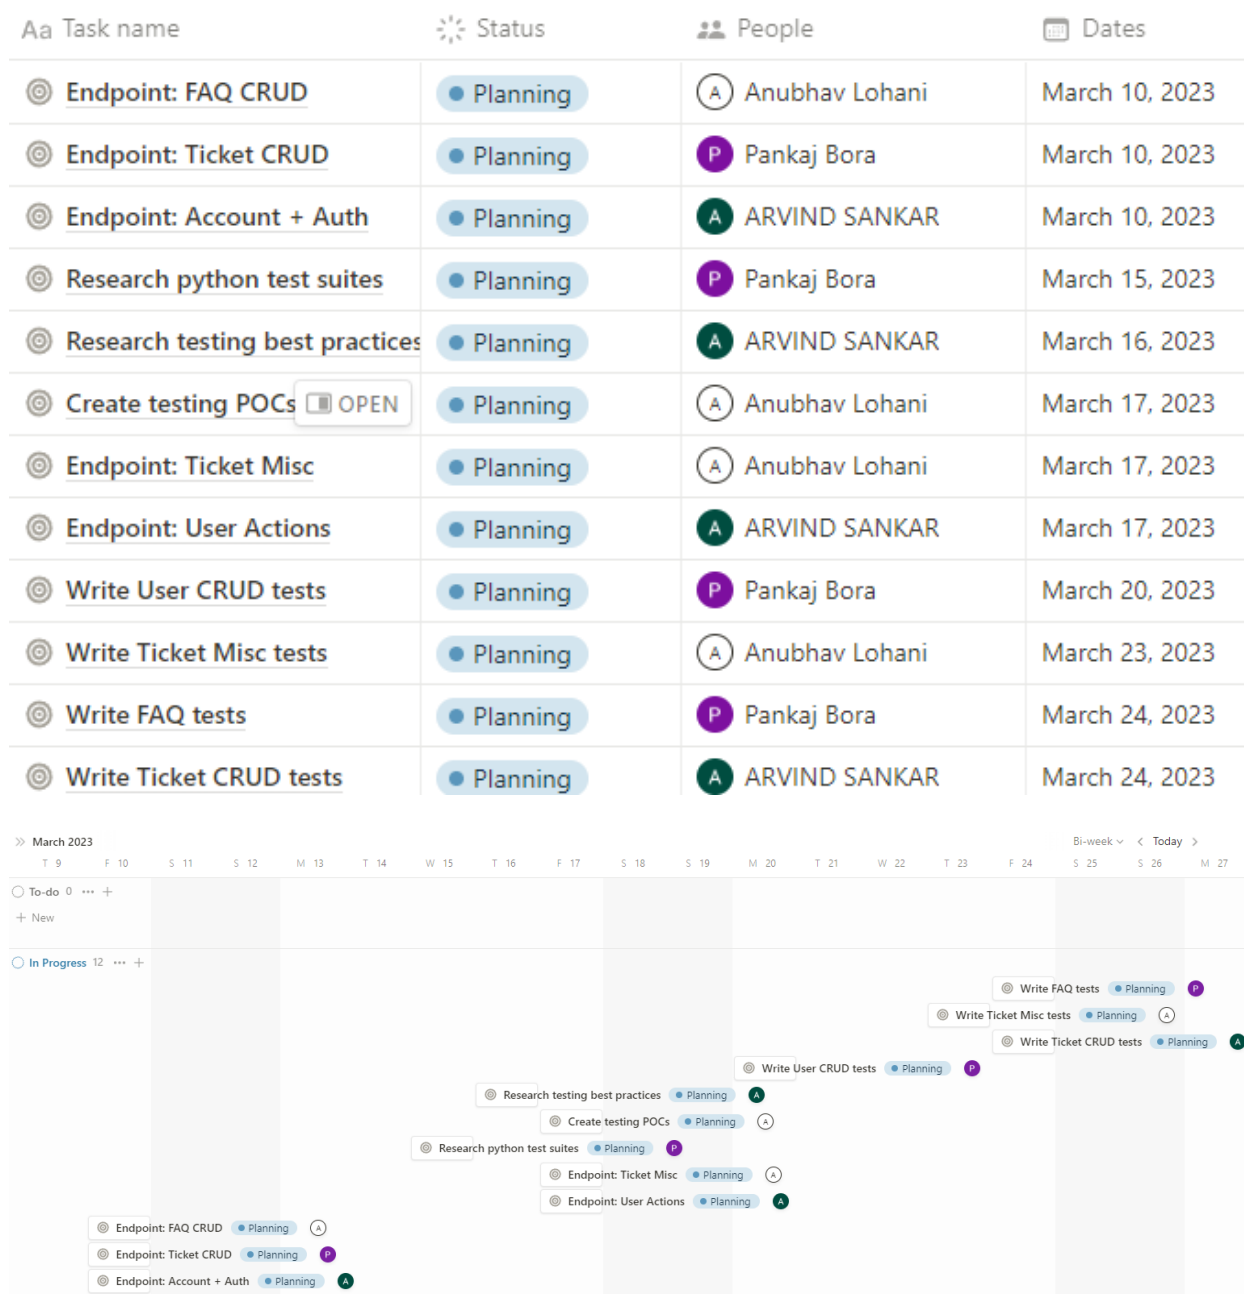 Aa Task name Status People Dates
Endpoint: FAQ CRUD Planning A Anubhav Lohani March 10, 2023
Endpoint: Ticket CRUD Planning P Pankaj Bora March 10, 2023
Endpoint: Account + Auth Planning A ARVIND SANKAR March 10, 2023
Research python test suites Planning P Pankaj Bora March 15, 2023
Research testing best practices Planning A ARVIND SANKAR March 16, 2023
Create testing POCs OPEN Planning A Anubhav Lohani March 17, 2023
Endpoint: Ticket Misc Planning A Anubhav Lohani March 17, 2023
Endpoint: User Actions Planning A ARVIND SANKAR March 17, 2023
Write User CRUD tests Planning P Pankaj Bora March 20, 2023
Write Ticket Misc tests Planning A Anubhav Lohani March 23, 2023
Write FAQ tests Planning P Pankaj Bora March 24, 2023
Write Ticket CRUD tests Planning A ARVIND SANKAR March 24, 2023
March 2023 Bi-week Today
T 9 F 10 S 11 S 12 M 13 T 14 W 15 T 16 F 17 S 18 S 19 M 20 T 21 W 22 T 23 F 24 S 25 S 26 M 27
To-do 0 ••• +
+ New
In Progress 12 ••• +
Write FAQ tests Planning P
Write Ticket Misc tests Planning A
Write Ticket CRUD tests Planning A
Write User CRUD tests Planning P
Research testing best practices Planning A
Create testing POCs Planning A
Research python test suites Planning P
Endpoint: Ticket Misc Planning A
Endpoint: User Actions Planning A
Endpoint: FAQ CRUD Planning A
Endpoint: Ticket CRUD Planning P
Endpoint: Account + Auth Planning A